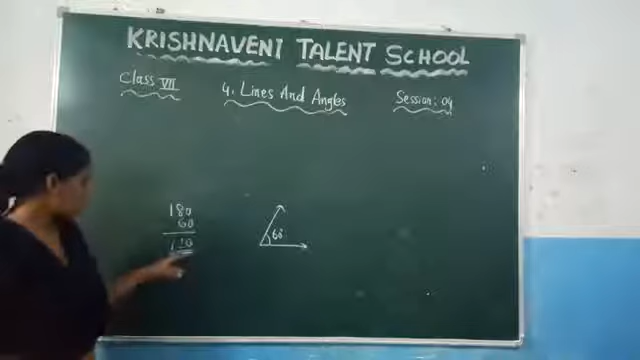 KRISHNAVENI TALENT SCHOOL
Class VII
4. Lines And Angles
Session: 04
180
60
120
60°